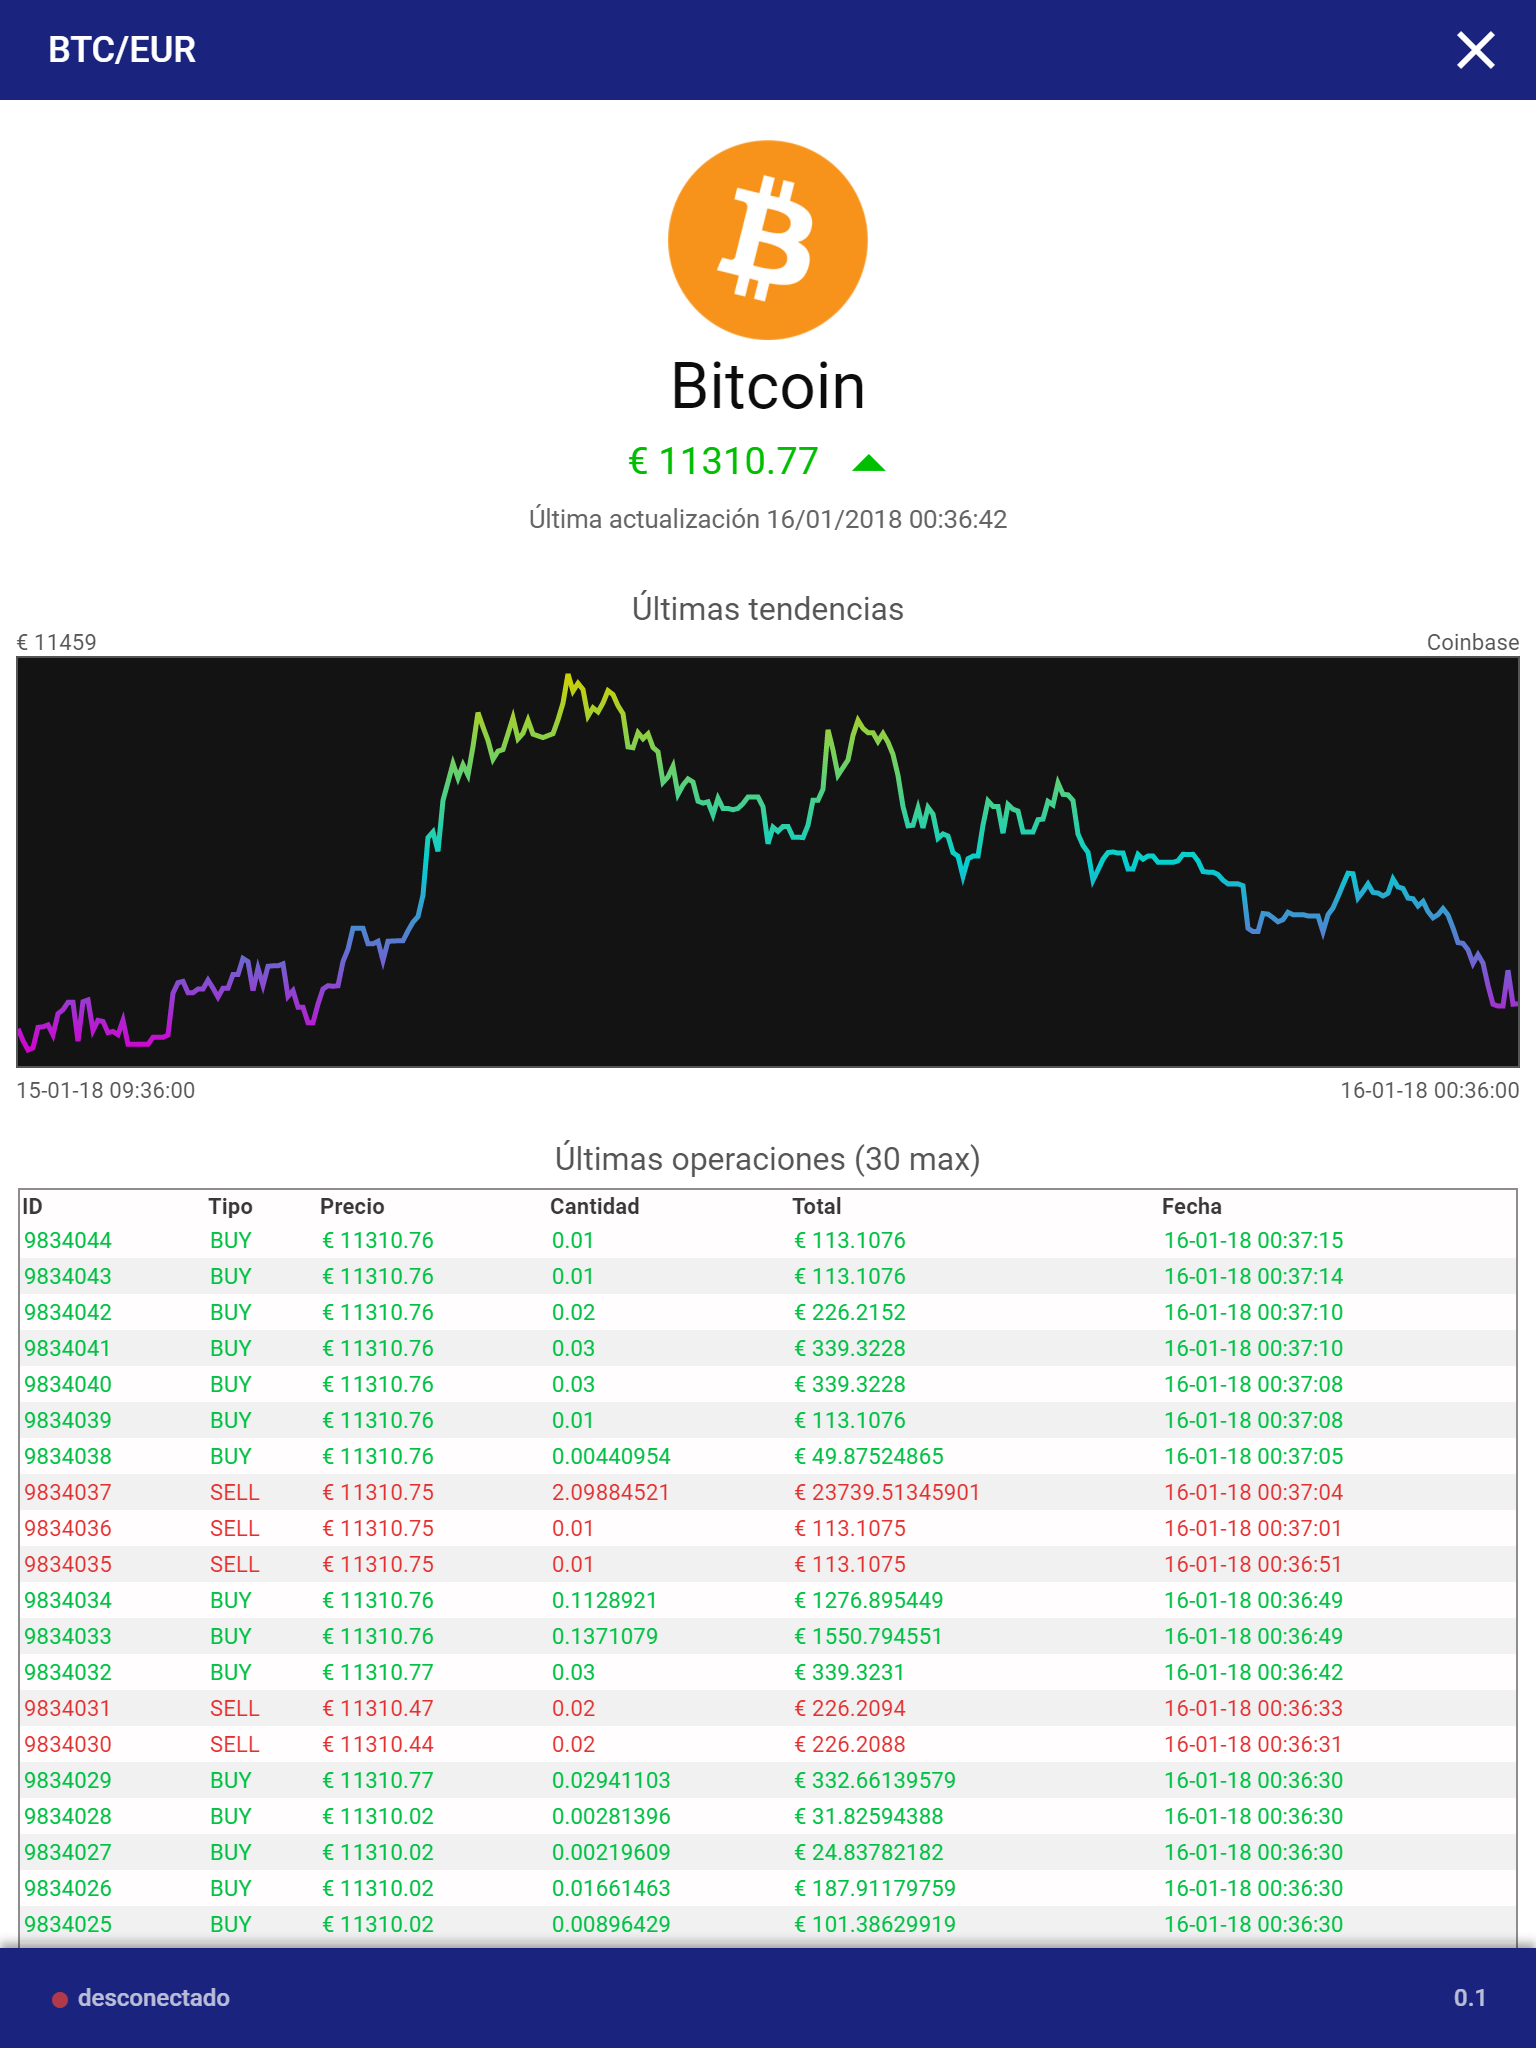 BTC/EUR
Bitcoin
€ 11310.77
Última actualización 16/01/2018 00:36:42
Últimas tendencias
€ 11459 Coinbase
15-01-18 09:36:00 16-01-18 00:36:00
Últimas operaciones (30 max)
ID Tipo Precio Cantidad Total Fecha
9834044 BUY € 11310.76 0.01 € 113.1076 16-01-18 00:37:15
9834043 BUY € 11310.76 0.01 € 113.1076 16-01-18 00:37:14
9834042 BUY € 11310.76 0.02 € 226.2152 16-01-18 00:37:10
9834041 BUY € 11310.76 0.03 € 339.3228 16-01-18 00:37:10
9834040 BUY € 11310.76 0.03 € 339.3228 16-01-18 00:37:08
9834039 BUY € 11310.76 0.01 € 113.1076 16-01-18 00:37:08
9834038 BUY € 11310.76 0.00440954 € 49.87524865 16-01-18 00:37:05
9834037 SELL € 11310.75 2.09884521 € 23739.51345901 16-01-18 00:37:04
9834036 SELL € 11310.75 0.01 € 113.1075 16-01-18 00:37:01
9834035 SELL € 11310.75 0.01 € 113.1075 16-01-18 00:36:51
9834034 BUY € 11310.76 0.1128921 € 1276.895449 16-01-18 00:36:49
9834033 BUY € 11310.76 0.1371079 € 1550.794551 16-01-18 00:36:49
9834032 BUY € 11310.77 0.03 € 339.3231 16-01-18 00:36:42
9834031 SELL € 11310.47 0.02 € 226.2094 16-01-18 00:36:33
9834030 SELL € 11310.44 0.02 € 226.2088 16-01-18 00:36:31
9834029 BUY € 11310.77 0.02941103 € 332.66139579 16-01-18 00:36:30
9834028 BUY € 11310.02 0.00281396 € 31.82594388 16-01-18 00:36:30
9834027 BUY € 11310.02 0.00219609 € 24.83782182 16-01-18 00:36:30
9834026 BUY € 11310.02 0.01661463 € 187.91179759 16-01-18 00:36:30
9834025 BUY € 11310.02 0.00896429 € 101.38629919 16-01-18 00:36:30
desconectado 0.1